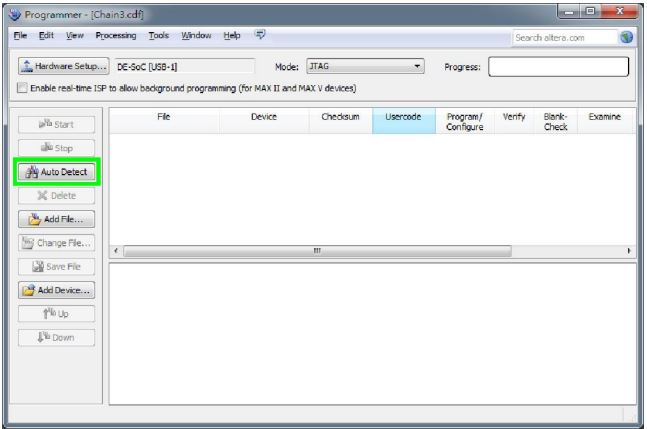 Programmer - [Chain3.cdf]
File Edit View Processing Tools Window Help
Search altera.com
Hardware Setup... DE-SoC [USB-1] Mode: JTAG Progress:
Enable real-time ISP to allow background programming (for MAX II and MAX V devices)
Start
Stop
Auto Detect
Delete
Add File...
Change File...
Save File
Add Device...
Up
Down
File Device Checksum Usercode Program/ Configure Verify Blank- Check Examine